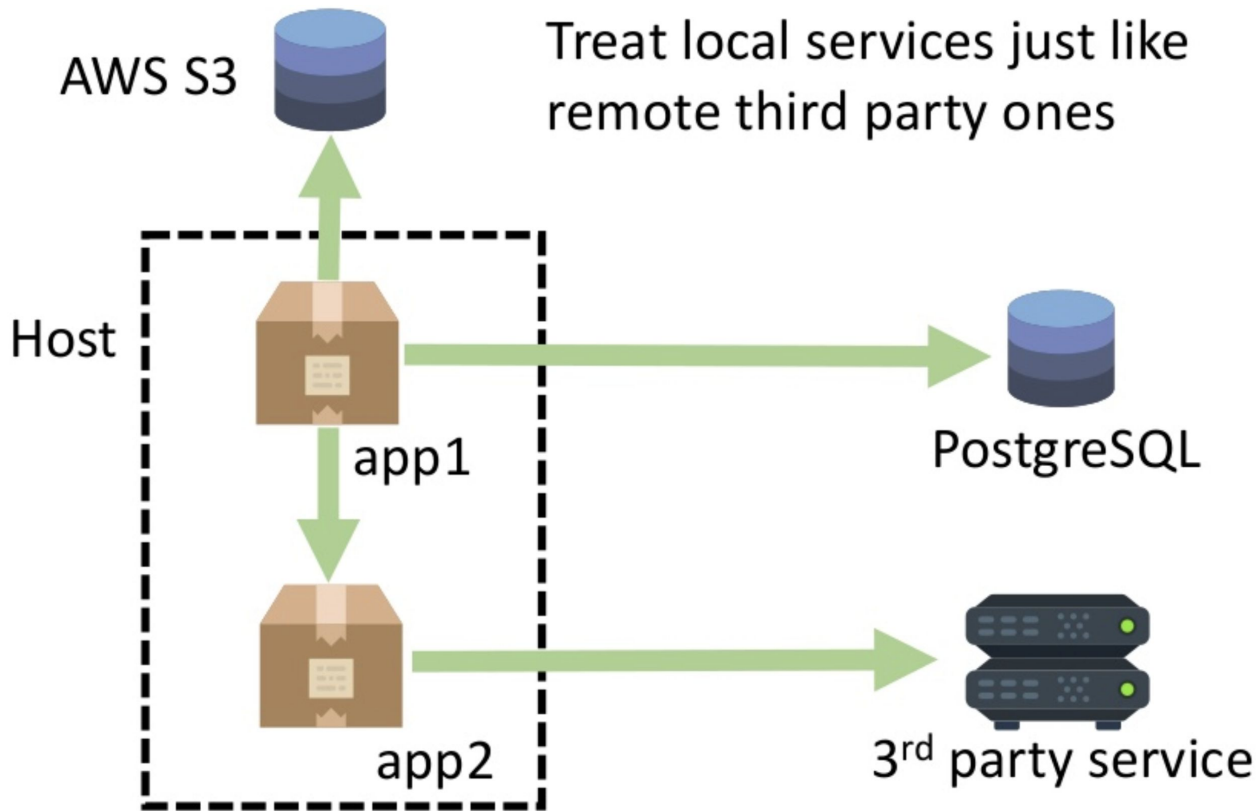 AWS S3
Treat local services just like
remote third party ones
Host
app1
PostgreSQL
app2
3rd party service